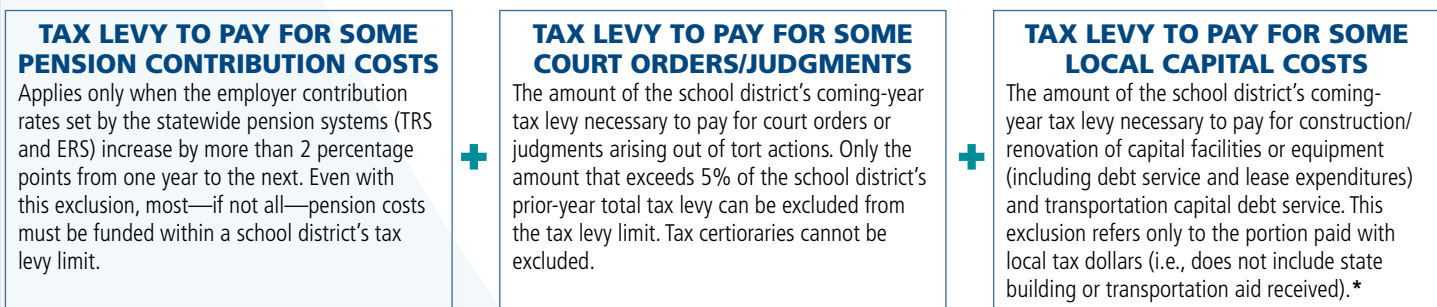 TAX LEVY TO PAY FOR SOME
PENSION CONTRIBUTION COSTS
Applies only when the employer contribution
rates set by the statewide pension systems (TRS
and ERS) increase by more than 2 percentage
points from one year to the next. Even with
this exclusion, most—if not all—pension costs
must be funded within a school district's tax
levy limit.
+
TAX LEVY TO PAY FOR SOME
COURT ORDERS/JUDGMENTS
The amount of the school district's coming-year
tax levy necessary to pay for court orders or
judgments arising out of tort actions. Only the
amount that exceeds 5% of the school district's
prior-year total tax levy can be excluded from
the tax levy limit. Tax certioraries cannot be
excluded.
+
TAX LEVY TO PAY FOR SOME
LOCAL CAPITAL COSTS
The amount of the school district's coming-
year tax levy necessary to pay for construction/
renovation of capital facilities or equipment
(including debt service and lease expenditures)
and transportation capital debt service. This
exclusion refers only to the portion paid with
local tax dollars (i.e., does not include state
building or transportation aid received).*